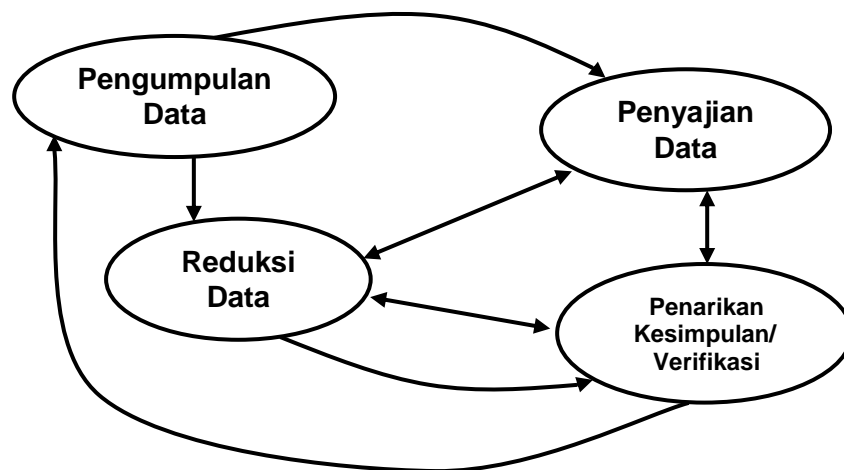 Pengumpulan
Data
Penyajian
Data
Reduksi
Data
Penarikan
Kesimpulan/
Verifikasi